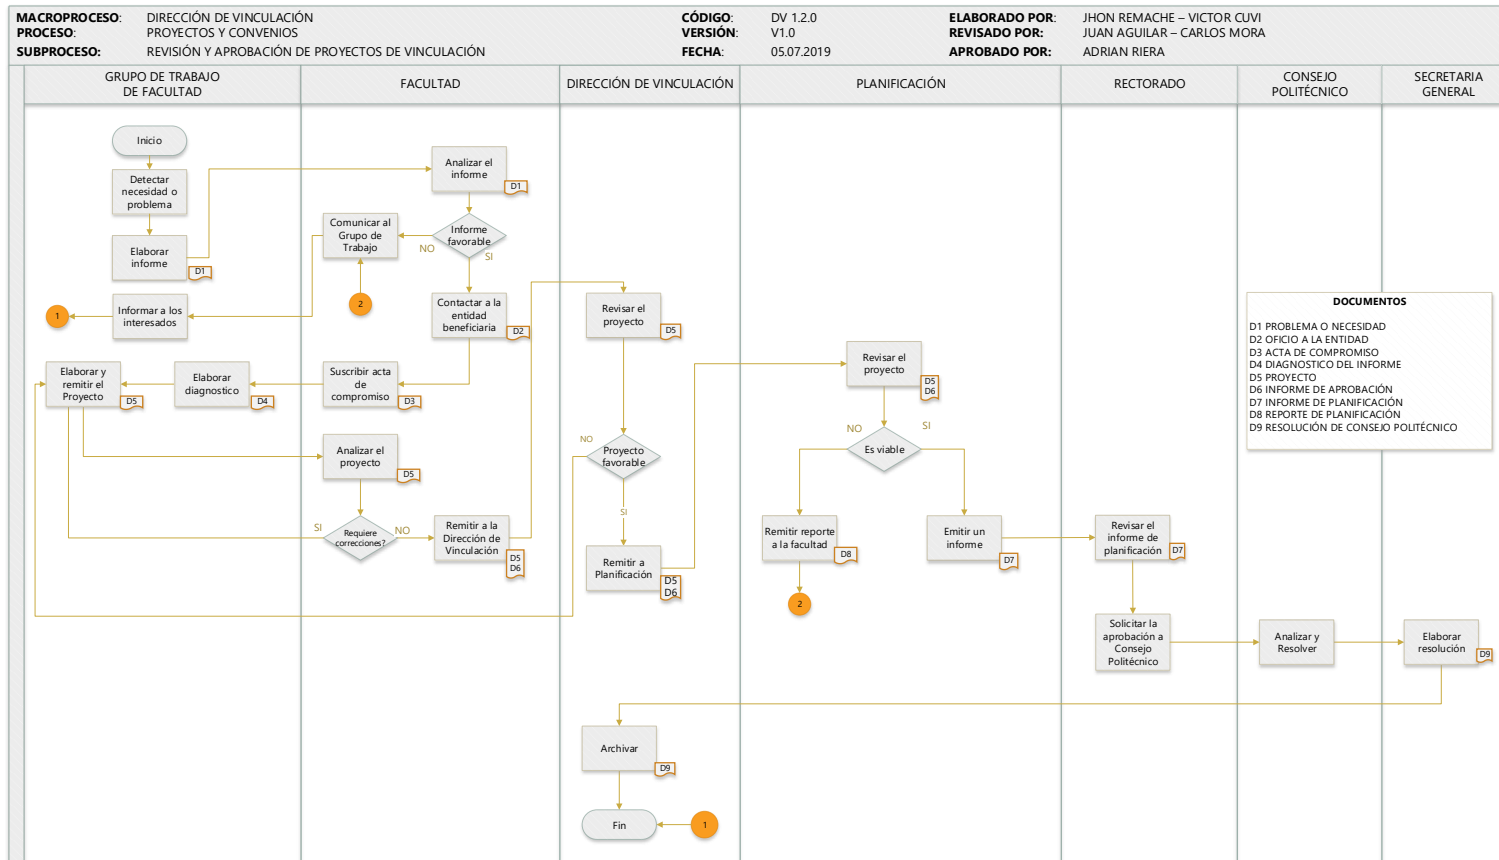 MACROPROCESO: DIRECCIÓN DE VINCULACIÓN
PROCESO: PROYECTOS Y CONVENIOS
SUBPROCESO: REVISIÓN Y APROBACIÓN DE PROYECTOS DE VINCULACIÓN
CÓDIGO: DV 1.2.0
VERSIÓN: V1.0
FECHA: 05.07.2019
ELABORADO POR: JHON REMACHE – VICTOR CUVI
REVISADO POR: JUAN AGUILAR – CARLOS MORA
APROBADO POR: ADRIAN RIERA
GRUPO DE TRABAJO
DE FACULTAD
FACULTAD
DIRECCIÓN DE VINCULACIÓN
PLANIFICACIÓN
RECTORADO
CONSEJO
POLITÉCNICO
SECRETARIA
GENERAL
Inicio
Detectar
necesidad o
problema
Elaborar
informe
D1
Analizar el
informe
D1
Informe
favorable
NO
SI
Comunicar al
Grupo de
Trabajo
2
Informar a los
interesados
1
Contactar a la
entidad
beneficiaria
D2
Suscribir acta
de
compromiso
D3
Elaborar
diagnostico
D4
Elaborar y
remitir el
Proyecto
D5
Analizar el
proyecto
D5
Requiere
correcciones?
SI
NO
Remitir a la
Dirección de
Vinculación
D5
D6
Revisar el
proyecto
D5
Proyecto
favorable
NO
SI
Remitir a
Planificación
D5
D6
Revisar el
proyecto
D5
D6
Es viable
NO
SI
Remitir reporte
a la facultad
D8
2
Emitir un
informe
D7
Revisar el
informe de
planificación
D7
Solicitar la
aprobación a
Consejo
Politécnico
Analizar y
Resolver
Elaborar
resolución
D9
Archivar
D9
Fin
1
DOCUMENTOS
D1 PROBLEMA O NECESIDAD
D2 OFICIO A LA ENTIDAD
D3 ACTA DE COMPROMISO
D4 DIAGNOSTICO DEL INFORME
D5 PROYECTO
D6 INFORME DE APROBACIÓN
D7 INFORME DE PLANIFICACIÓN
D8 REPORTE DE PLANIFICACIÓN
D9 RESOLUCIÓN DE CONSEJO POLITÉCNICO